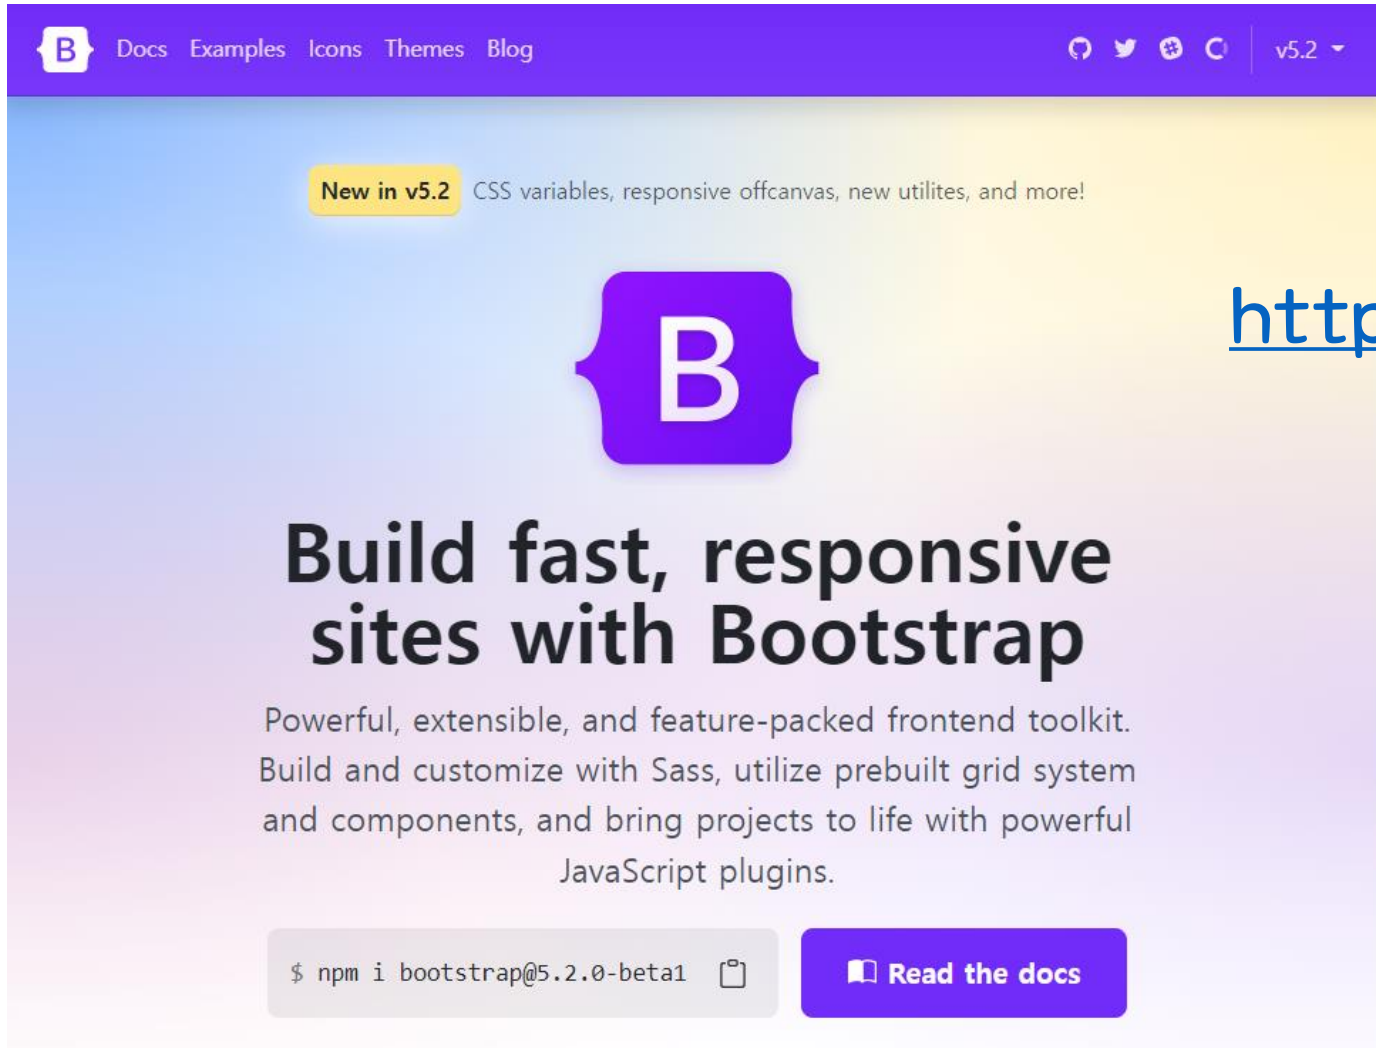 B Docs Examples Icons Themes Blog v5.2
New in v5.2 CSS variables, responsive offcanvas, new utilites, and more!
http
B
Build fast, responsive
sites with Bootstrap
Powerful, extensible, and feature-packed frontend toolkit.
Build and customize with Sass, utilize prebuilt grid system
and components, and bring projects to life with powerful
JavaScript plugins.
$ npm i bootstrap@5.2.0-beta1 Read the docs